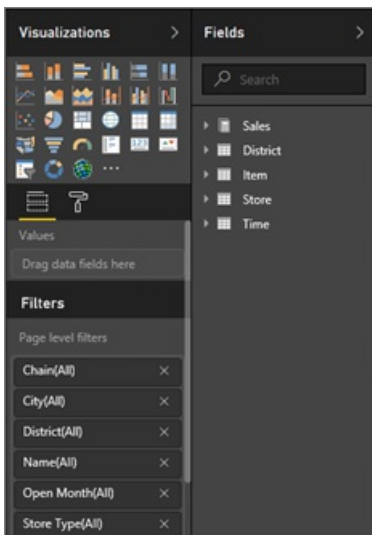 Visualizations
Values
Drag data fields here
Filters
Page level filters
Chain(All)
City(All)
District(All)
Name(All)
Open Month(All)
Store Type(All)
Fields
Search
Sales
District
Item
Store
Time